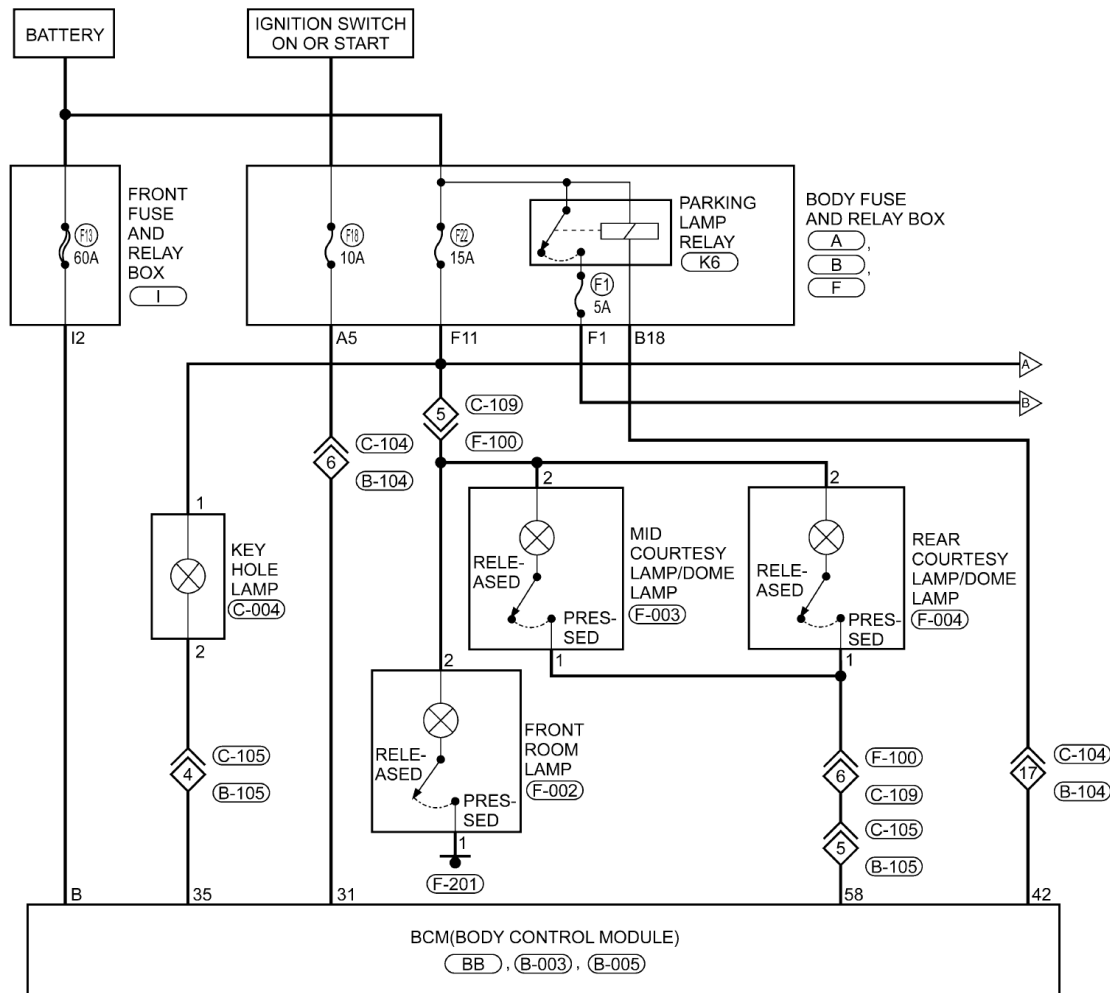 BATTERY
IGNITION SWITCH
ON OR START
FRONT
FUSE
AND
RELAY
BOX
I
F13
60A
F18
10A
F22
15A
PARKING
LAMP
RELAY
K6
F1
5A
BODY FUSE
AND RELAY BOX
A ,
B ,
F
I2
A5
F11
F1
B18
A
B
5
C-109
F-100
6
C-104
B-104
1
KEY
HOLE
LAMP
C-004
2
2
RELE-
ASED
PRES-
SED
1
MID
COURTESY
LAMP/DOME
LAMP
F-003
2
RELE-
ASED
PRES-
SED
1
REAR
COURTESY
LAMP/DOME
LAMP
F-004
2
RELE-
ASED
PRES-
SED
1
FRONT
ROOM
LAMP
F-002
F-201
4
C-105
B-105
6
F-100
C-109
5
C-105
B-105
17
C-104
B-104
B
35
31
58
42
BCM(BODY CONTROL MODULE)
BB , B-003 , B-005